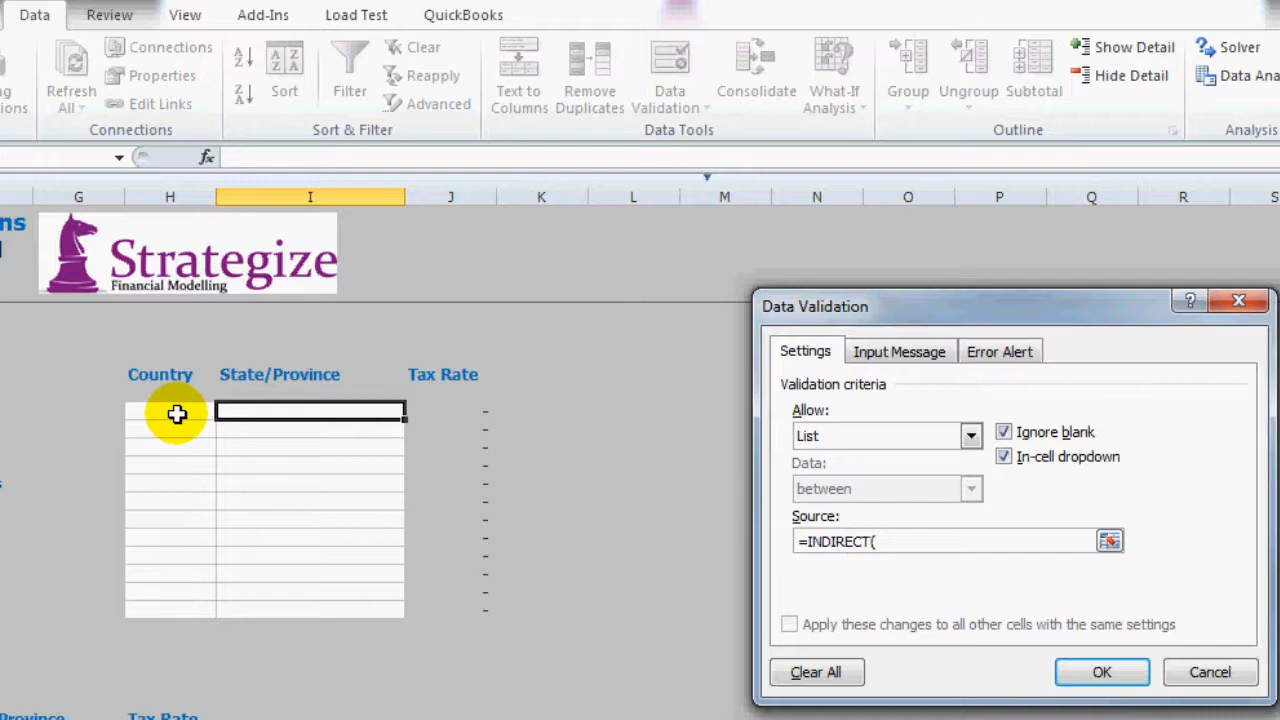 Data Review View Add-Ins Load Test QuickBooks
Connections
Properties
Edit Links
Refresh All
Connections
Sort
Filter
Clear
Reapply
Advanced
Sort & Filter
Text to Columns
Remove Duplicates
Data Validation
Consolidate
What-If Analysis
Data Tools
Group
Ungroup
Subtotal
Show Detail
Hide Detail
Outline
Solver
Analysis
fx
G H I J K L M N O P Q R S
Strategize
Financial Modelling
Country State/Province Tax Rate
-
-
-
-
-
-
-
-
-
-
-
-
Tax Rate
Data Validation
? X
Settings Input Message Error Alert
Validation criteria
Allow:
List
Ignore blank
In-cell dropdown
Data:
between
Source:
=INDIRECT(
Apply these changes to all other cells with the same settings
Clear All OK Cancel